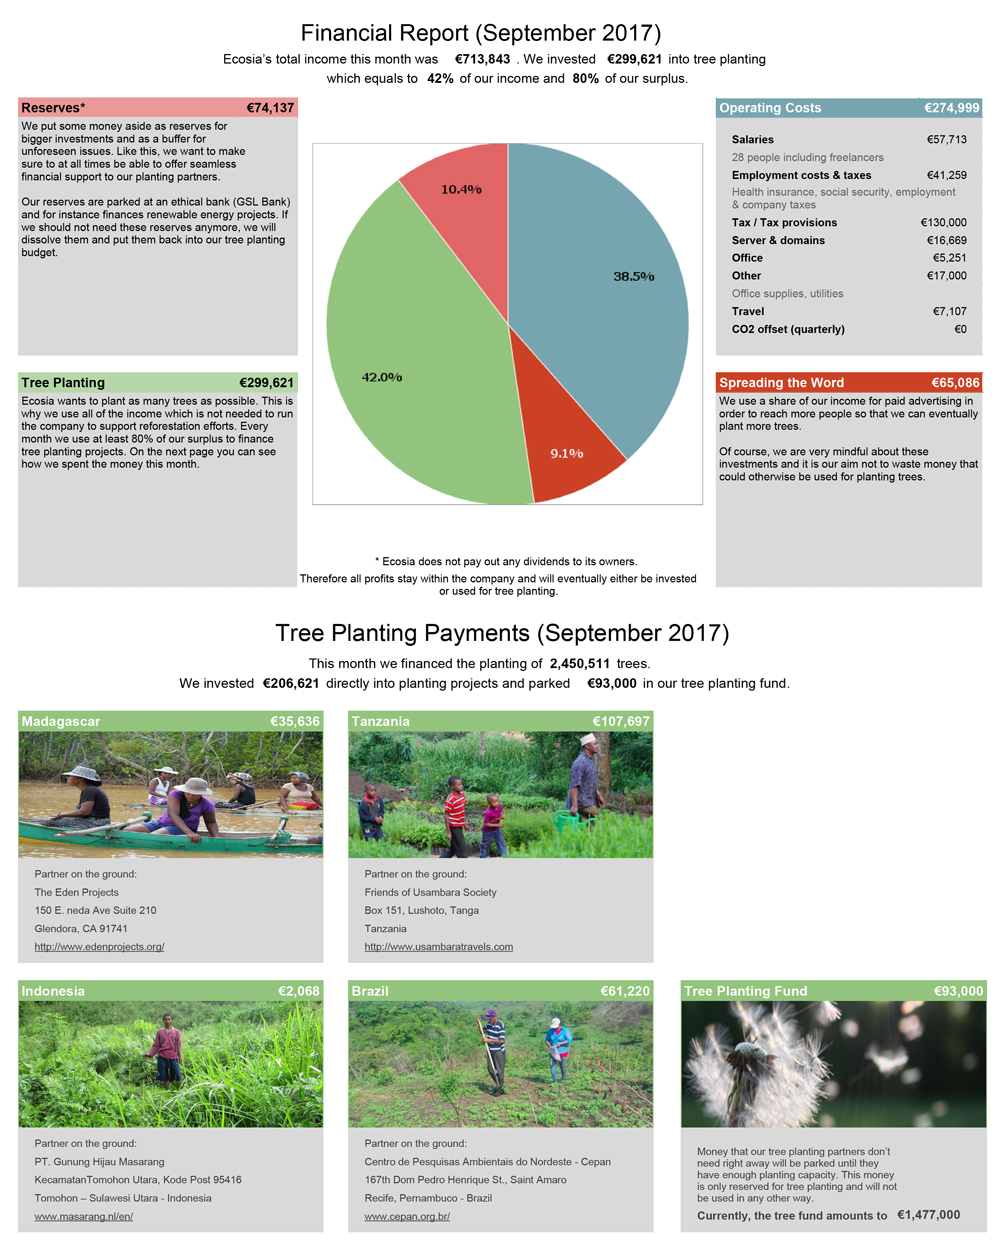 Financial Report (September 2017)
Ecosia's total income this month was €713,843 . We invested €299,621 into tree planting
which equals to 42% of our income and 80% of our surplus.
Reserves* €74,137
We put some money aside as reserves for
bigger investments and as a buffer for
unforeseen issues. Like this, we want to make
sure to at all times be able to offer seamless
financial support to our planting partners.
Our reserves are parked at an ethical bank (GSL Bank)
and for instance finances renewable energy projects. If
we should not need these reserves anymore, we will
dissolve them and put them back into our tree planting
budget.
10.4%
38.5%
42.0%
9.1%
Operating Costs €274,999
Salaries €57,713
28 people including freelancers
Employment costs & taxes €41,259
Health insurance, social security, employment
& company taxes
Tax / Tax provisions €130,000
Server & domains €16,669
Office €5,251
Other €17,000
Office supplies, utilities
Travel €7,107
CO2 offset (quarterly) €0
Tree Planting €299,621
Ecosia wants to plant as many trees as possible. This is
why we use all of the income which is not needed to run
the company to support reforestation efforts. Every
month we use at least 80% of our surplus to finance
tree planting projects. On the next page you can see
how we spent the money this month.
Spreading the Word €65,086
We use a share of our income for paid advertising in
order to reach more people so that we can eventually
plant more trees.
Of course, we are very mindful about these
investments and it is our aim not to waste money that
could otherwise be used for planting trees.
* Ecosia does not pay out any dividends to its owners.
Therefore all profits stay within the company and will eventually either be invested
or used for tree planting.
Tree Planting Payments (September 2017)
This month we financed the planting of 2,450,511 trees.
We invested €206,621 directly into planting projects and parked €93,000 in our tree planting fund.
Madagascar €35,636
Partner on the ground:
The Eden Projects
150 E. neda Ave Suite 210
Glendora, CA 91741
http://www.edenprojects.org/
Tanzania €107,697
Partner on the ground:
Friends of Usambara Society
Box 151, Lushoto, Tanga
Tanzania
http://www.usambaratravels.com
Indonesia €2,068
Partner on the ground:
PT. Gunung Hijau Masarang
KecamatanTomohon Utara, Kode Post 95416
Tomohon – Sulawesi Utara - Indonesia
www.masarang.nl/en/
Brazil €61,220
Partner on the ground:
Centro de Pesquisas Ambientais do Nordeste - Cepan
167th Dom Pedro Henrique St., Saint Amaro
Recife, Pernambuco - Brazil
www.cepan.org.br/
Tree Planting Fund €93,000
Money that our tree planting partners don't
need right away will be parked until they
have enough planting capacity. This money
is only reserved for tree planting and will not
be used in any other way.
Currently, the tree fund amounts to €1,477,000